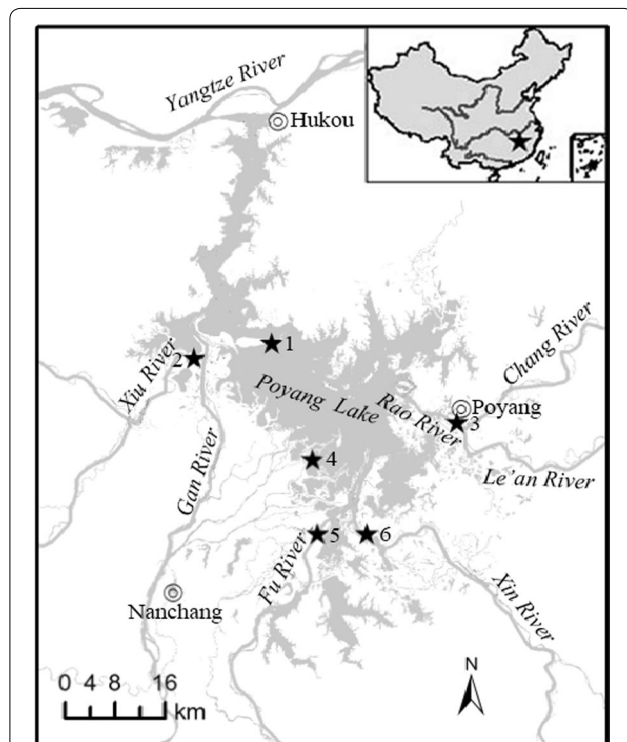 Yangtze River
Hukou
1
2
Xiu River
Poyang Lake
Rao River
Chang River
Poyang
3
Le'an River
Gan River
4
5
6
Fu River
Xin River
Nanchang
N
0 4 8 16
km